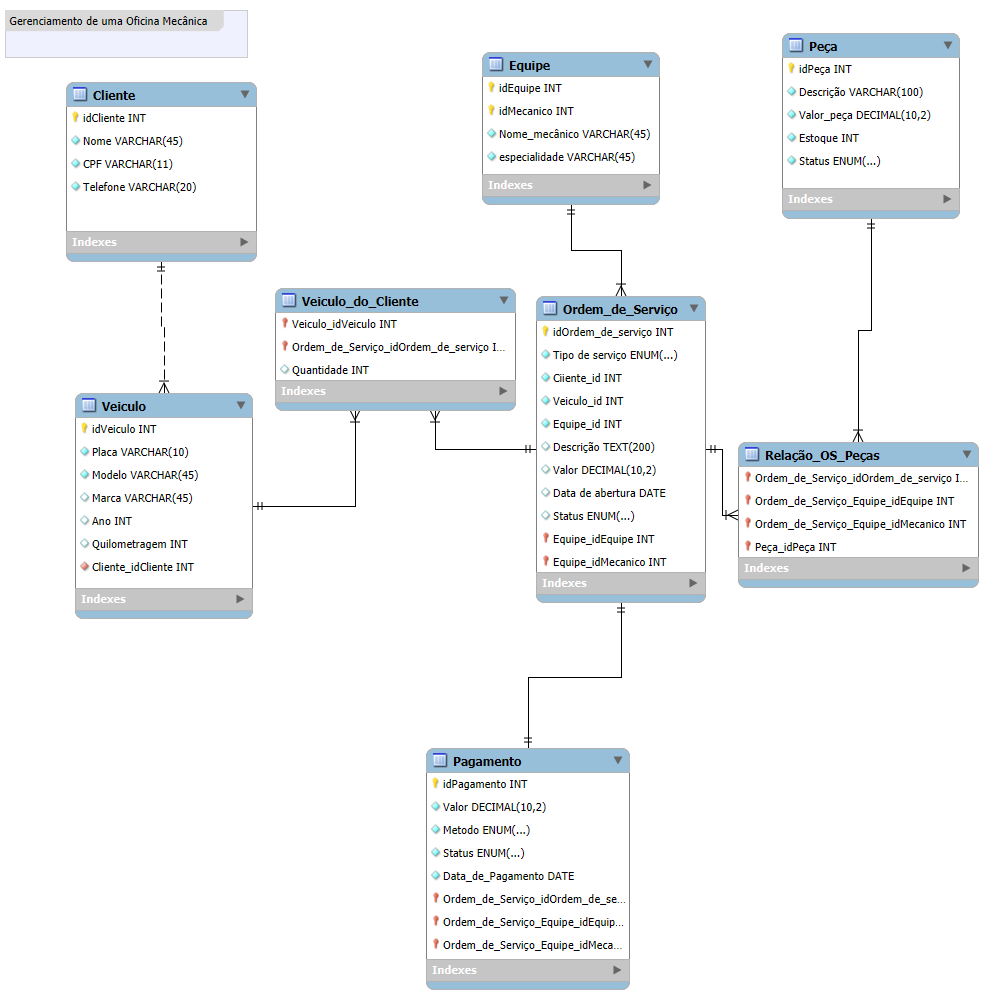 Gerenciamento de uma Oficina Mecânica
Cliente
idCliente INT
Nome VARCHAR(45)
CPF VARCHAR(11)
Telefone VARCHAR(20)
Indexes
Equipe
idEquipe INT
idMecanico INT
Nome_mecânico VARCHAR(45)
especialidade VARCHAR(45)
Indexes
Peça
idPeça INT
Descrição VARCHAR(100)
Valor_peça DECIMAL(10,2)
Estoque INT
Status ENUM(...)
Indexes
Veiculo_do_Cliente
Veiculo_idVeiculo INT
Ordem_de_Serviço_idOrdem_de_serviço I...
Quantidade INT
Indexes
Ordem_de_Serviço
idOrdem_de_serviço INT
Tipo de serviço ENUM(...)
Ciiente_id INT
Veiculo_id INT
Equipe_id INT
Descrição TEXT(200)
Valor DECIMAL(10,2)
Data de abertura DATE
Status ENUM(...)
Equipe_idEquipe INT
Equipe_idMecanico INT
Indexes
Veiculo
idVeiculo INT
Placa VARCHAR(10)
Modelo VARCHAR(45)
Marca VARCHAR(45)
Ano INT
Quilometragem INT
Cliente_idCliente INT
Indexes
Relação_OS_Peças
Ordem_de_Serviço_idOrdem_de_serviço I...
Ordem_de_Serviço_Equipe_idEquipe INT
Ordem_de_Serviço_Equipe_idMecanico INT
Peça_idPeça INT
Indexes
Pagamento
idPagamento INT
Valor DECIMAL(10,2)
Metodo ENUM(...)
Status ENUM(...)
Data_de_Pagamento DATE
Ordem_de_Serviço_idOrdem_de_se...
Ordem_de_Serviço_Equipe_idEquip...
Ordem_de_Serviço_Equipe_idMeca...
Indexes